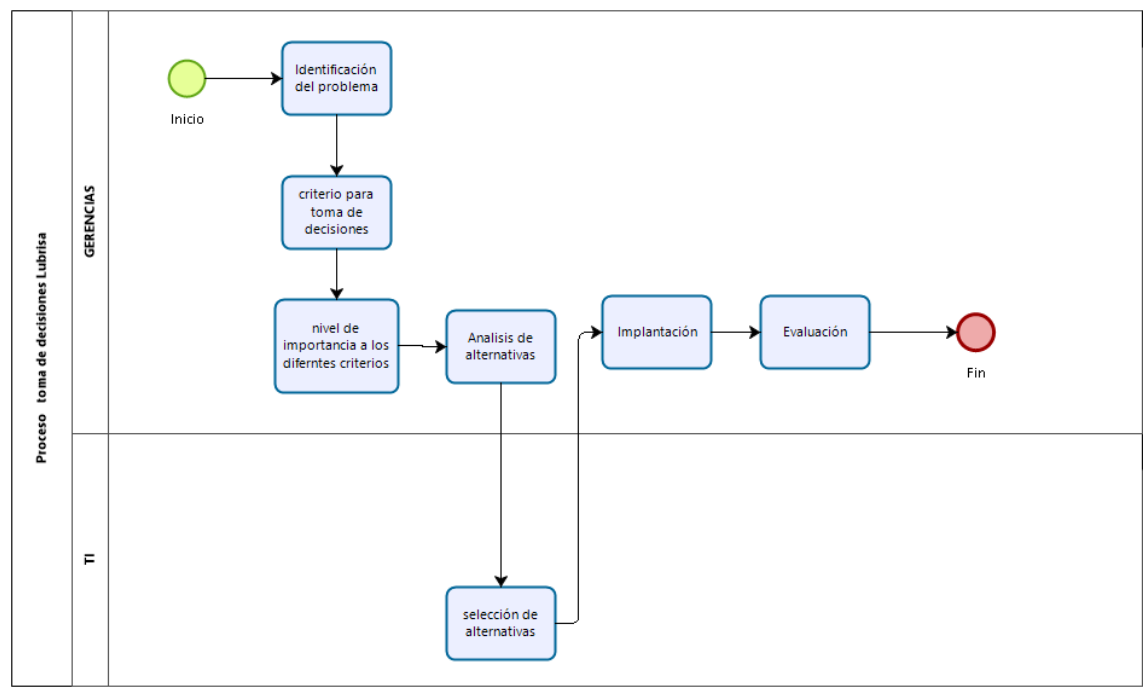 Proceso toma de decisiones Lubrisa
GERENCIAS
Inicio
Identificación
del problema
criterio para
toma de
decisiones
nivel de
importancia a los
diferntes criterios
Analisis de
alternativas
Implantación
Evaluación
Fin
TI
selección de
alternativas